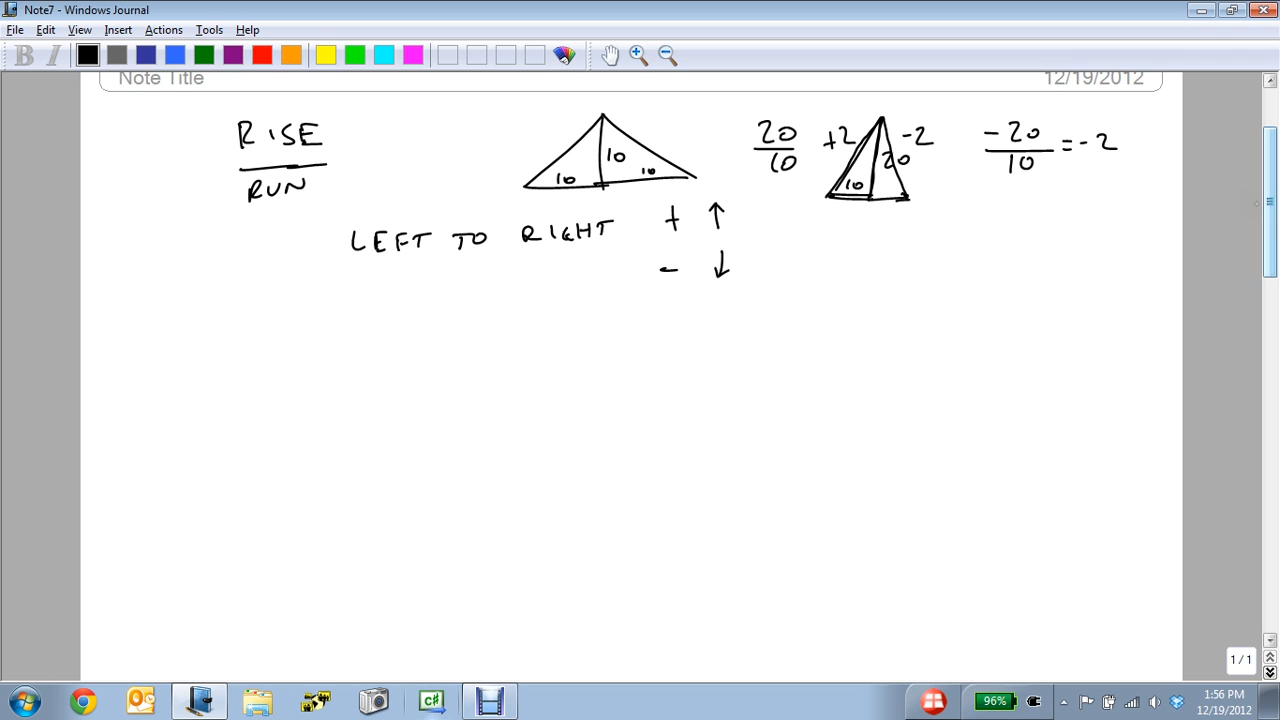 Note7 - Windows Journal
File Edit View Insert Actions Tools Help
B I
Note Title 12/19/2012
RISE
RUN
10
10 10
20
10
+2 -2
20
10
-20
10
= -2
LEFT TO RIGHT + ↑
- ↓
1 / 1
C#
96%
1:56 PM
12/19/2012